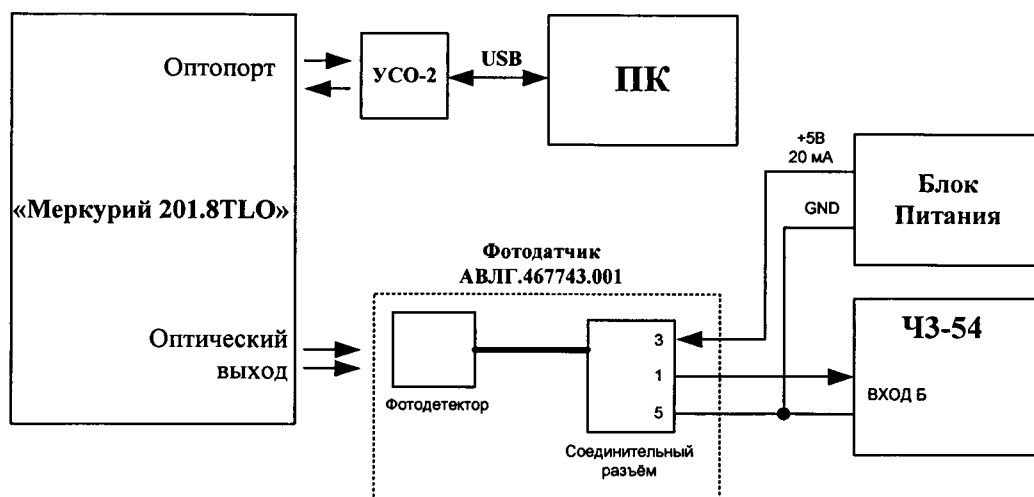 Оптопорт
УСО-2
USB
ПК
+5В
20 мА
Блок
Питания
GND
«Меркурий 201.8TLO»
Фотодатчик
АВЛГ.467743.001
Ч3-54
Оптический
выход
3
1
5
ВХОД Б
Фотодетектор
Соединительный
разъём